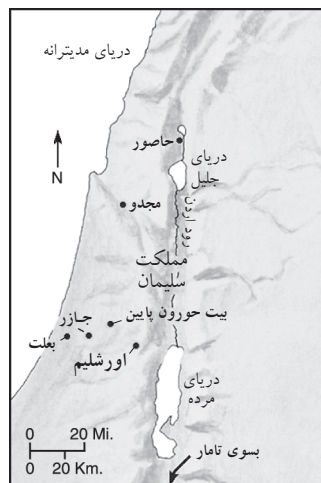 دریای مدیترانه
حاصور
دریای
جلیل
N
مجدو
رود اردن
مملکت
سلیمان
بیت حورون پایین
جازر
بعلت
اورشلیم
دریای
مرده
بسوی تامار
0 20 Mi.
0 20 Km.